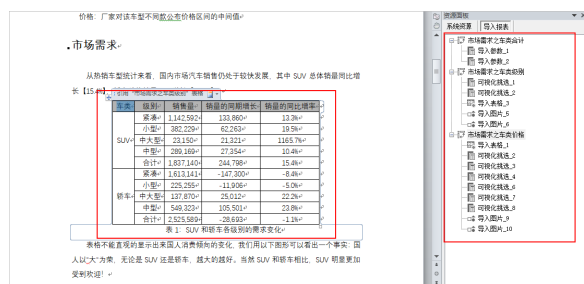 价格：厂家对该车型不同款公布价格区间的中间值
市场需求
从热销车型统计来看，国内市场汽车销售仍处于较快发展，其中 SUV 总体销量同比增
长【15.4
引用 "市场需求之车类级别" 表格
车类 级别 销售量 销量的同期增长 销量的同比增率
SUV 紧凑 1,142,592 133,860 13.3%
小型 382,229 62,263 19.5%
中大型 23,150 21,321 1165.7%
中型 289,169 27,354 10.4%
合计 1,837,140 244,798 15.4%
轿车 紧凑 1,613,141 -147,300 -8.4%
小型 225,255 -11,906 -5.0%
中大型 137,870 25,012 22.2%
中型 549,323 105,501 23.8%
合计 2,525,589 -28,693 -1.1%
表 1：SUV 和轿车各级别的需求变化
表格不能直观的显示出来国人消费倾向的变化，我们用以下图形可以看出一个事实：国
人以"大"为荣，无论是 SUV 还是轿车，越大的越好。当然 SUV 和轿车相比，SUV 明显更加
受到欢迎！
资源面板
系统资源 导入报表
市场需求之车类合计
导入参数_1
导入参数_2
市场需求之车类级别
可视化挑选_1
可视化挑选_2
导入表格_3
导入图片_5
导入图片_6
市场需求之车类价格
导入表格_1
可视化挑选_2
可视化挑选_3
可视化挑选_4
可视化挑选_6
可视化挑选_7
可视化挑选_8
导入图片_9
导入图片_10